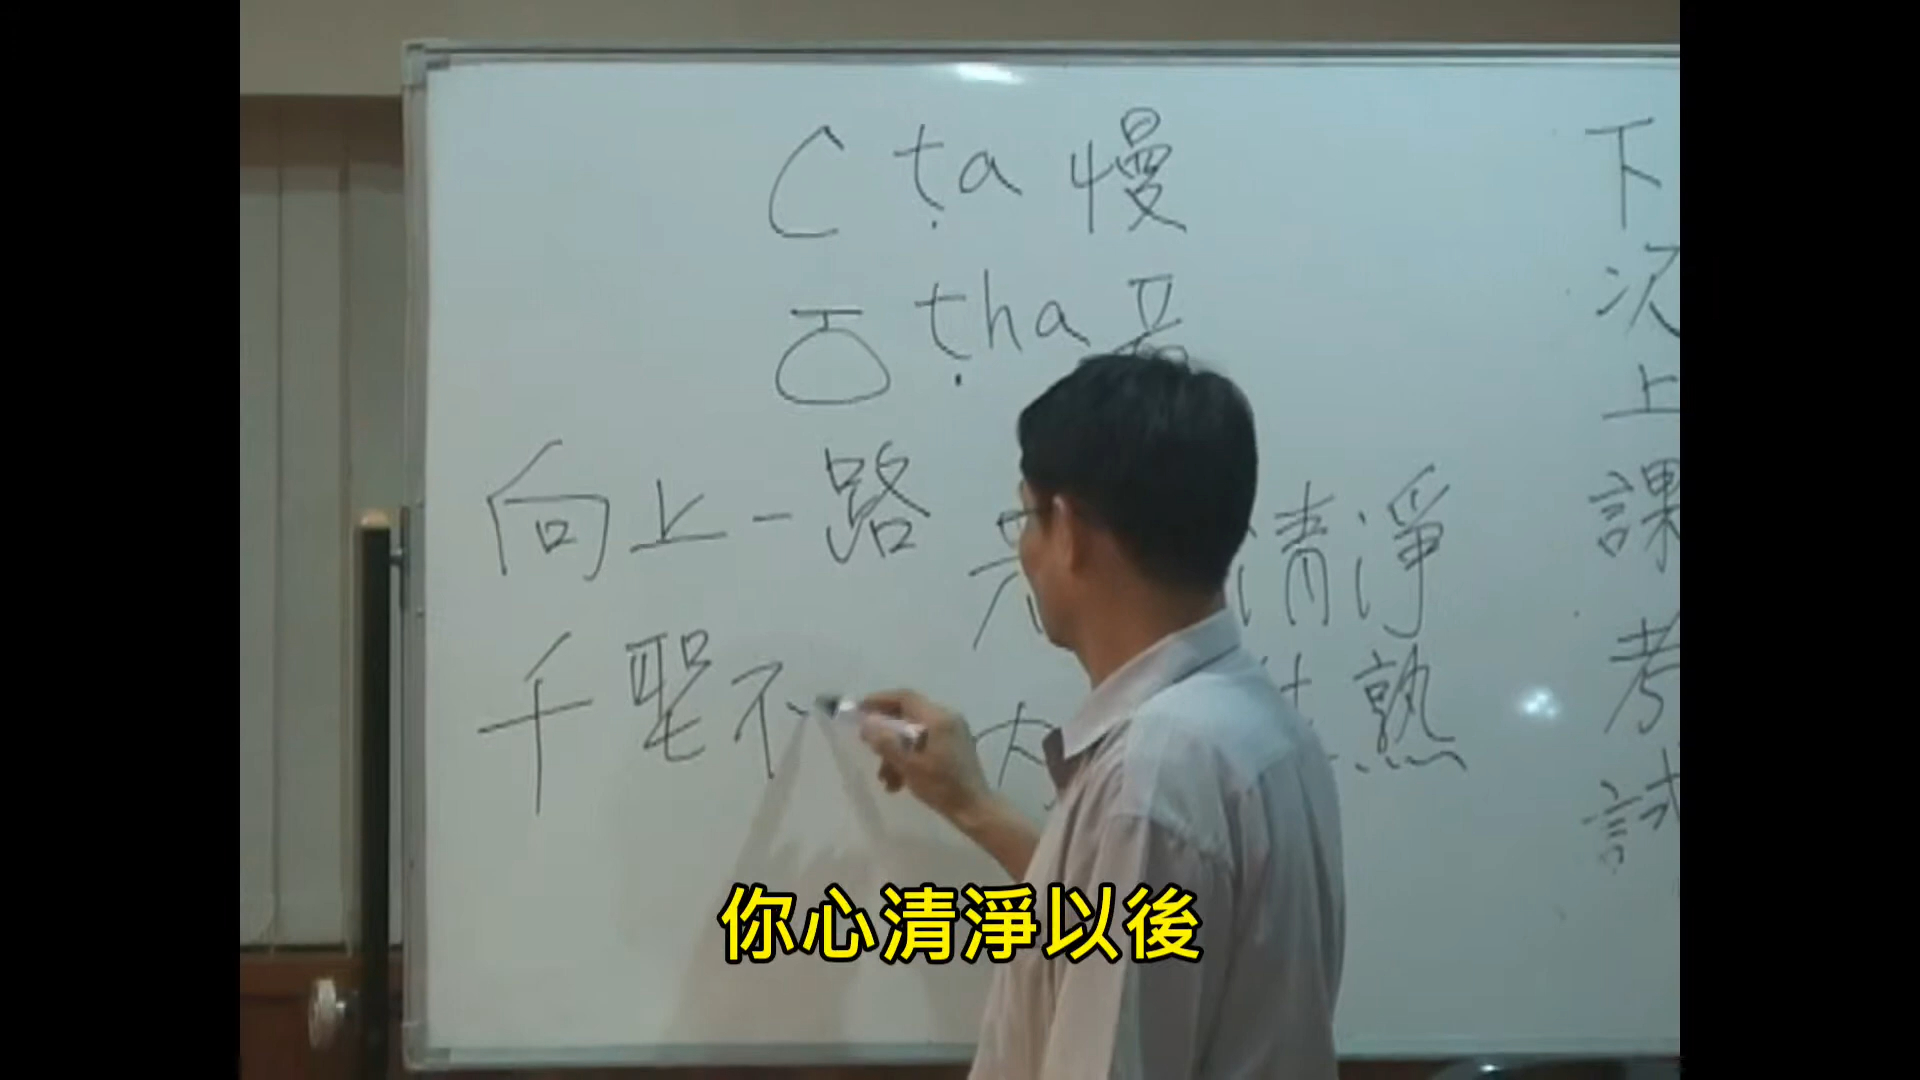 ṭa 慢
ṭha
向上一路
清淨
千聖不
內 熟
下次上課考試
你心清淨以後